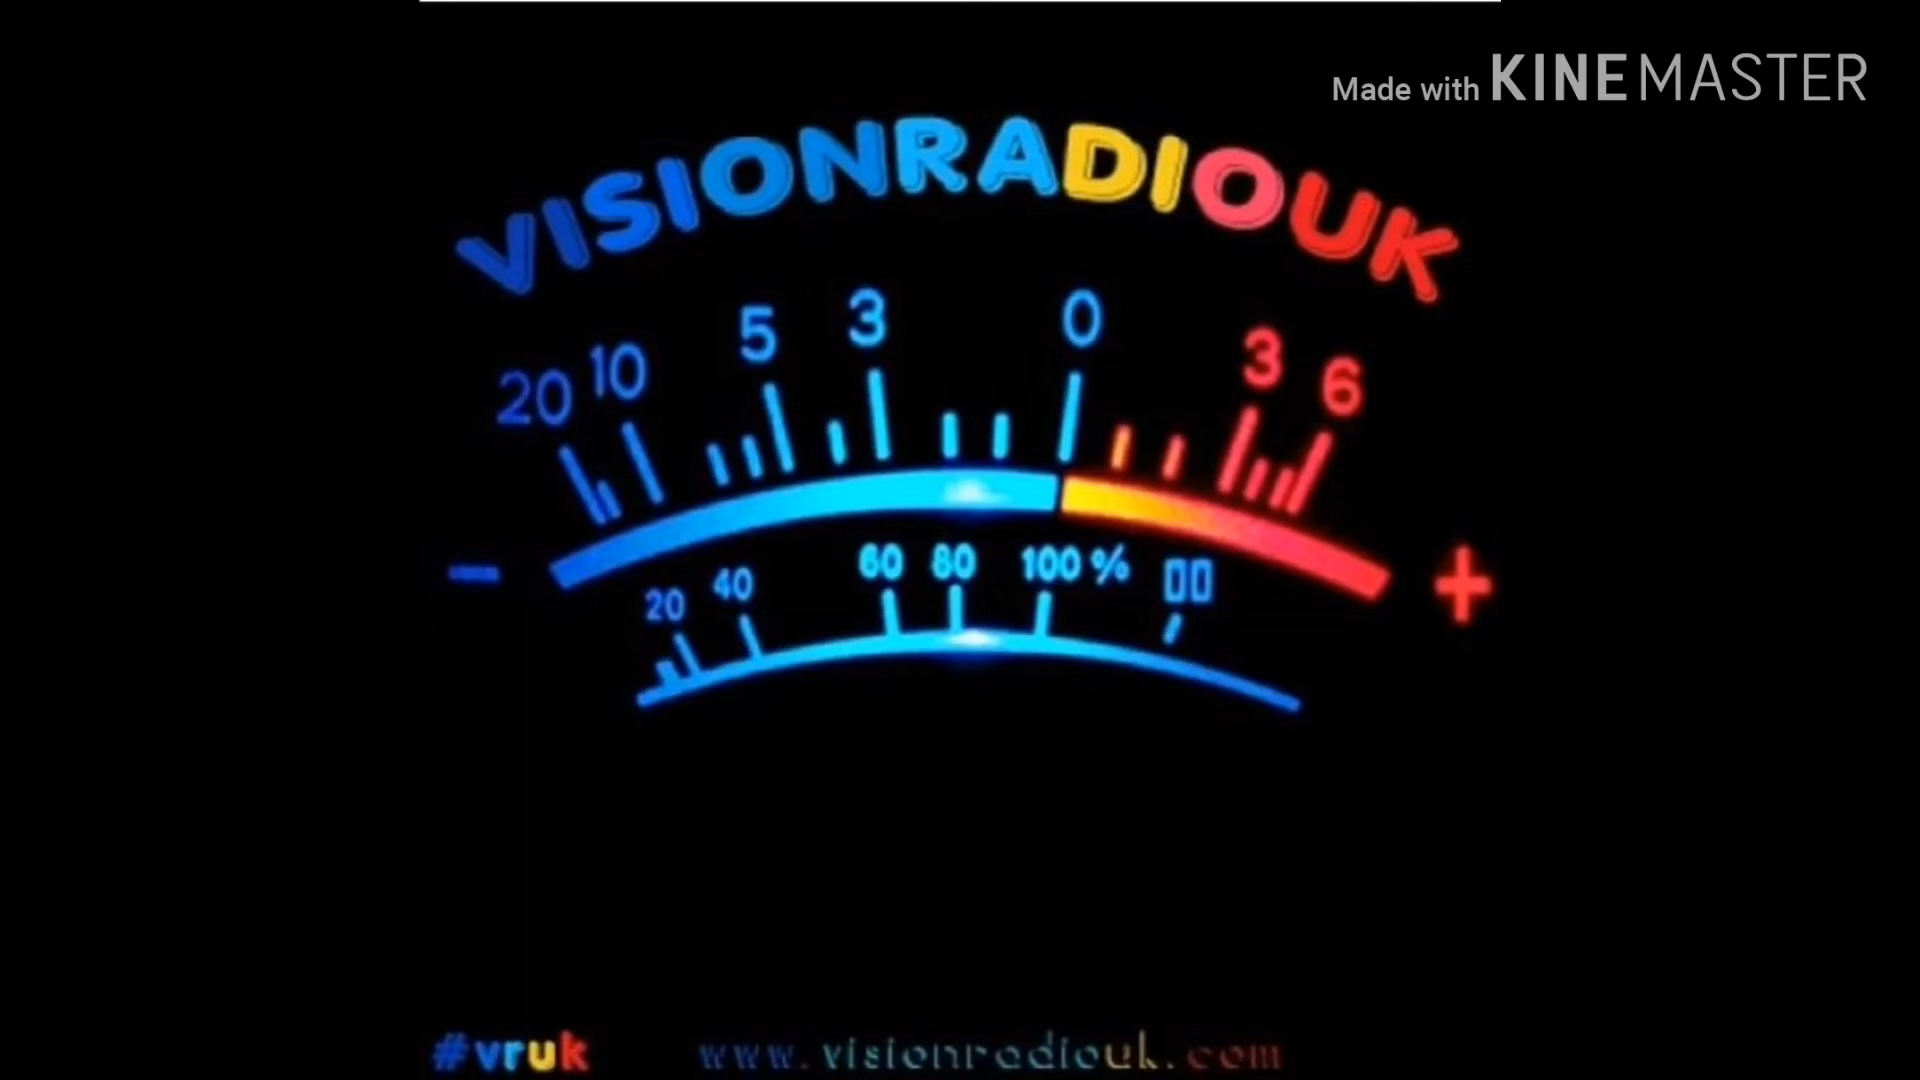 Made with KINEMASTER
VISIONRADIOUK
20 10 5 3 0 3 6
- +
20 40 60 80 100 % 00
#vruk www.visionradiouk.com